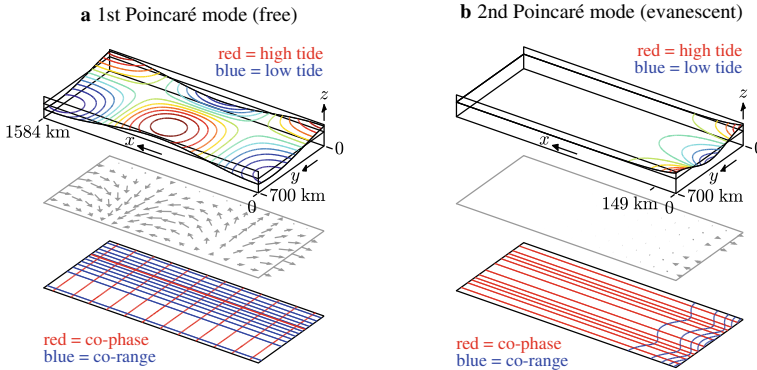 a 1st Poincaré mode (free)
red = high tide
blue = low tide
z
1584 km
x
0
y
700 km
0
red = co-phase
blue = co-range
b 2nd Poincaré mode (evanescent)
red = high tide
blue = low tide
z
x
0
y
149 km
700 km
0
red = co-phase
blue = co-range